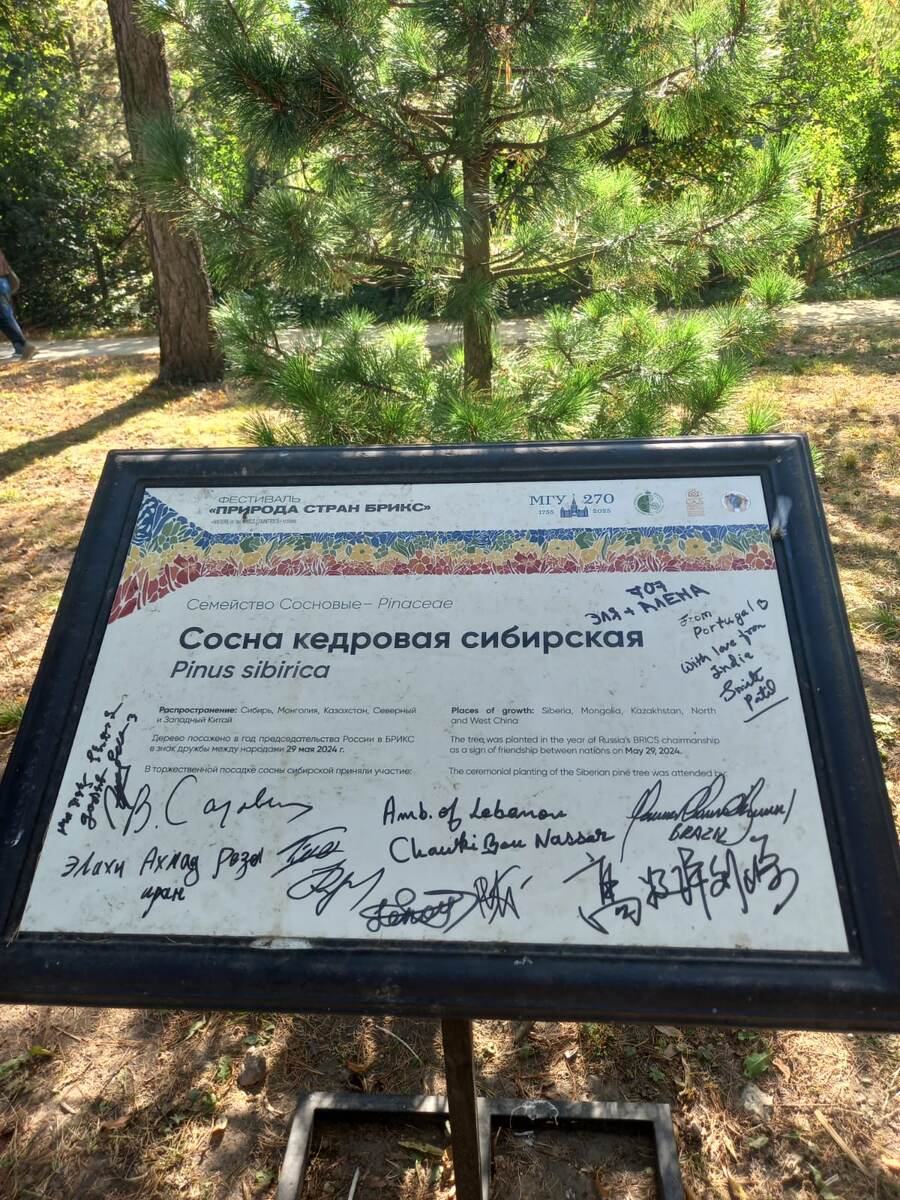 ФЕСТИВАЛЬ
«ПРИРОДА СТРАН БРИКС»
МГУ 270
1755 2025
Семейство Сосновые– Pinaceae
Сосна кедровая сибирская
Pinus sibirica
Распространение: Сибирь, Монголия, Казахстан, Северный
и Западный Китай
Дерево посажено в год председательства России в БРИКС
в знак дружбы между народами 29 мая 2024 г.
В торжественной посадке сосны сибирской приняли участие:
Places of growth: Siberia, Mongolia, Kazakhstan, North
and West China
The tree was planted in the year of Russia's BRICS chairmanship
as a sign of friendship between nations on May 29, 2024.
The ceremonial planting of the Siberian pine tree was attended by:
707
ЭЛЯ + АЛЕНА
From
Portugal
With love from
India
Smit
Patil
Amb. of Lebanon
Chawki Bou Nassar
BRAZIL
Элахи Ахмад Реза
иран